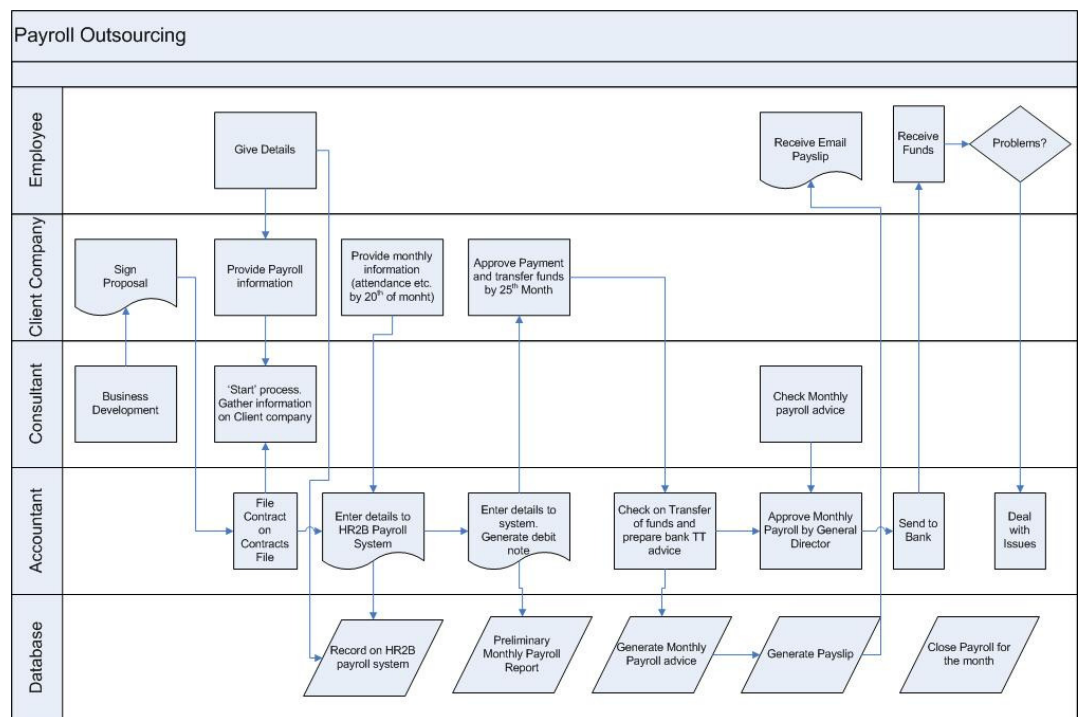 Payroll Outsourcing
Employee
Give Details
Receive Email
Payslip
Receive
Funds
Problems?
Client Company
Sign
Proposal
Provide Payroll
information
Provide monthly
information
(attendance etc.
by 20th of monht)
Approve Payment
and transfer funds
by 25th Month
Consultant
Business
Development
‘Start’ process.
Gather information
on Client company
Check Monthly
payroll advice
Accountant
File
Contract
on
Contracts
File
Enter details to
HR2B Payroll
System
Enter details to
system.
Generate debit
note
Check on Transfer
of funds and
prepare bank TT
advice
Approve Monthly
Payroll by General
Director
Send to
Bank
Deal
with
Issues
Database
Record on HR2B
payroll system
Preliminary
Monthly Payroll
Report
Generate Monthly
Payroll advice
Generate Payslip
Close Payroll for
the month